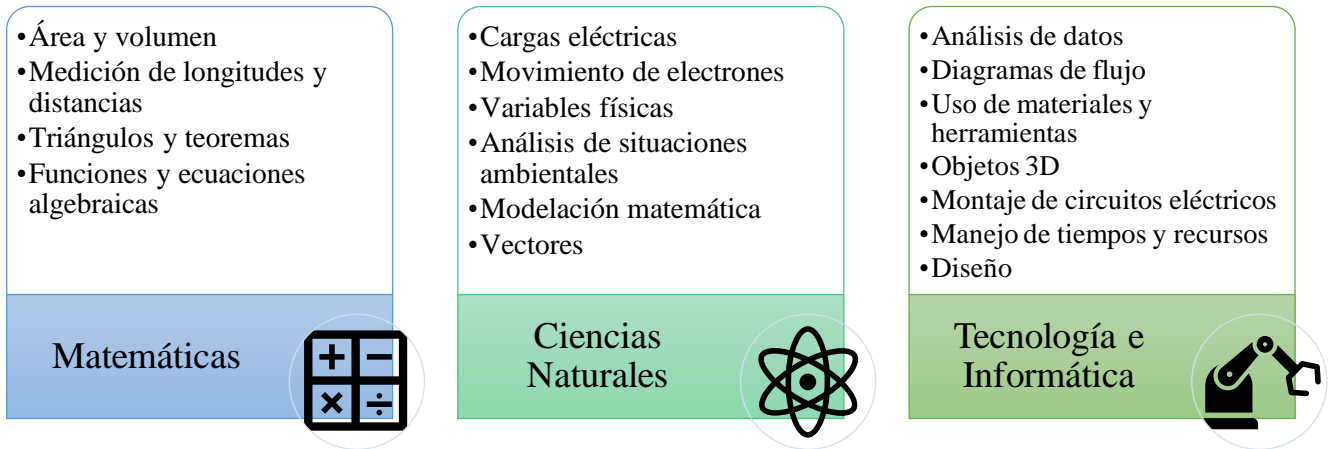 •Área y volumen
•Medición de longitudes y
distancias
•Triángulos y teoremas
•Funciones y ecuaciones
algebraicas
Matemáticas
•Cargas eléctricas
•Movimiento de electrones
•Variables físicas
•Análisis de situaciones
ambientales
•Modelación matemática
•Vectores
Ciencias
Naturales
•Análisis de datos
•Diagramas de flujo
•Uso de materiales y
herramientas
•Objetos 3D
•Montaje de circuitos eléctricos
•Manejo de tiempos y recursos
•Diseño
Tecnología e
Informática